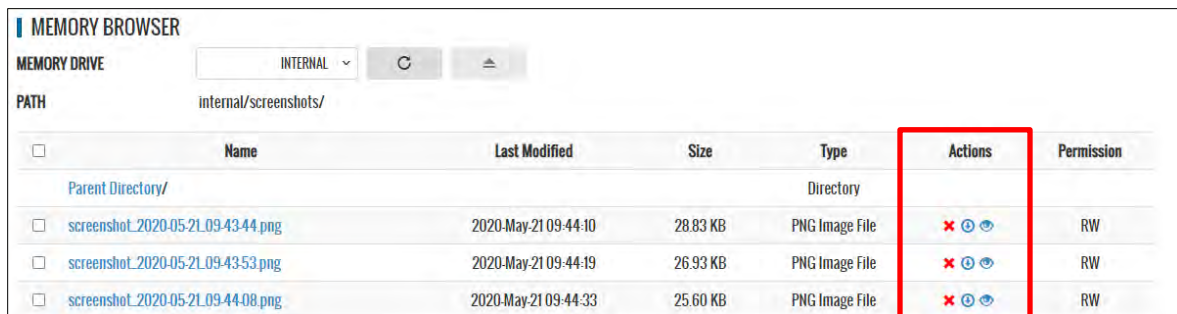 MEMORY BROWSER
MEMORY DRIVE INTERNAL
PATH internal/screenshots/
Name Last Modified Size Type Actions Permission
Parent Directory/ Directory
screenshot_2020-05-21_09-43-44.png 2020-May-21 09:44:10 28.83 KB PNG Image File RW
screenshot_2020-05-21_09-43-53.png 2020-May-21 09:44:19 26.93 KB PNG Image File RW
screenshot_2020-05-21_09-44-08.png 2020-May-21 09:44:33 25.60 KB PNG Image File RW